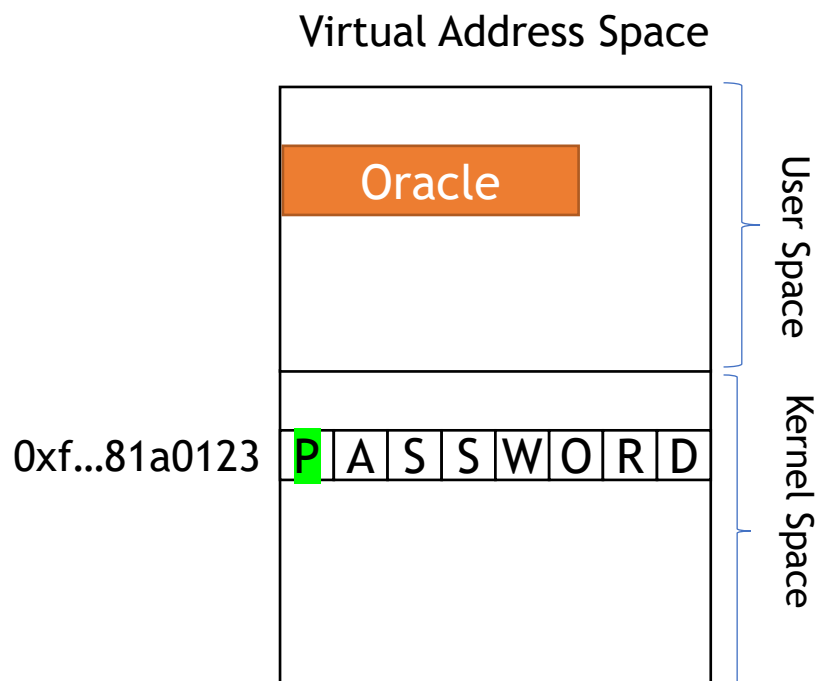 Virtual Address Space
Oracle
User Space
0xf…81a0123 P A S S W O R D
Kernel Space